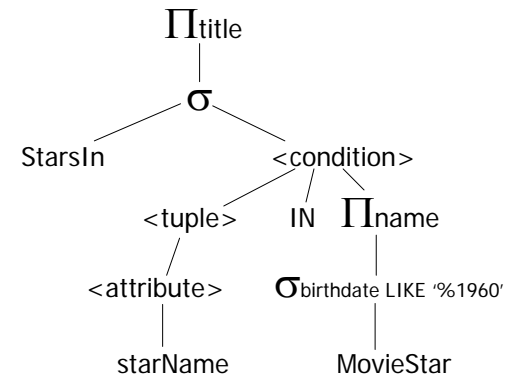 Πtitle
σ
StarsIn <condition>
<tuple> IN Πname
<attribute> σbirthdate LIKE '%1960'
starName MovieStar